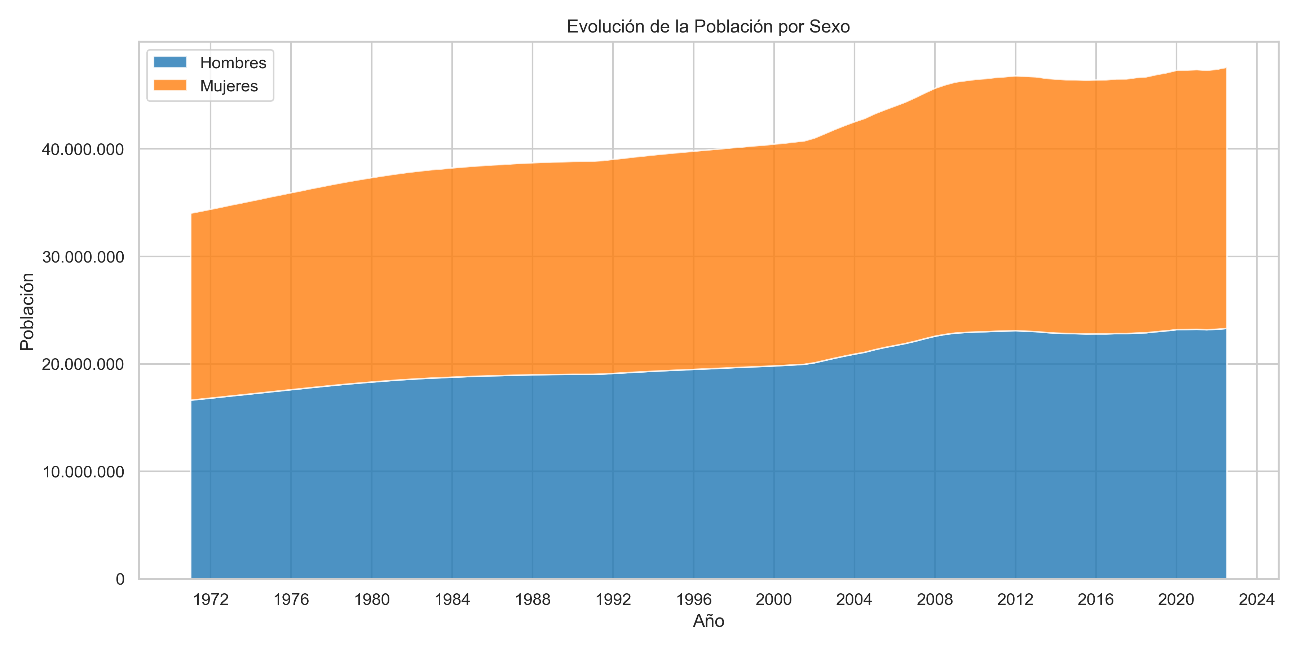 Evolución de la Población por Sexo
Hombres
Mujeres
Población
40.000.000
30.000.000
20.000.000
10.000.000
0
1972 1976 1980 1984 1988 1992 1996 2000 2004 2008 2012 2016 2020 2024
Año